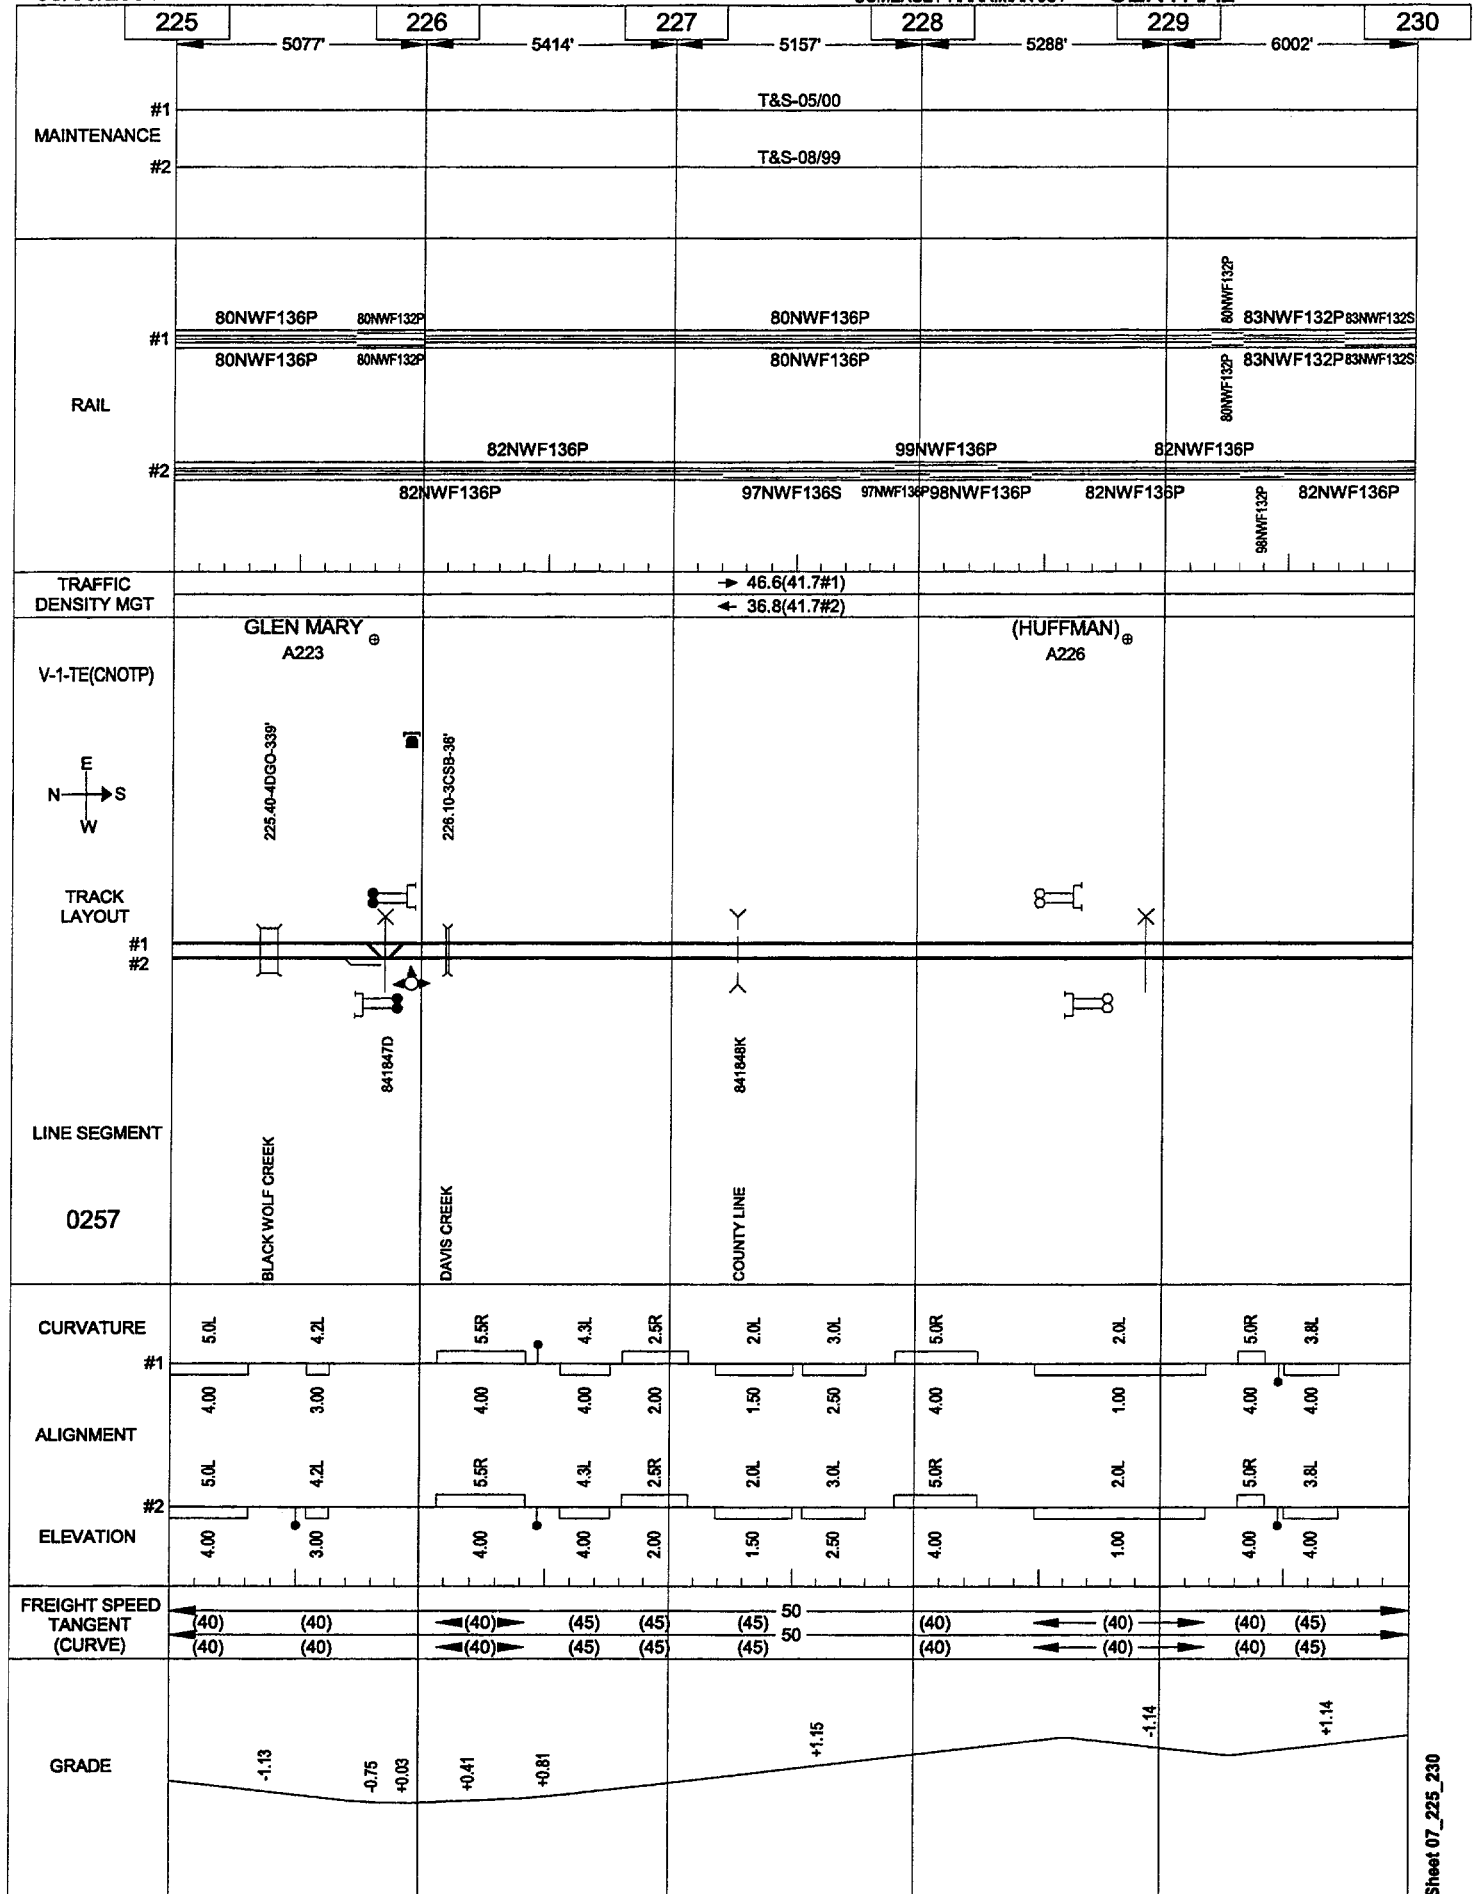 225 226 227 228 229 230
5077' 5414' 5157' 5288' 6002'
#1 T&S-05/00
MAINTENANCE
#2 T&S-08/99
80NWF136P 80NWF132P 80NWF136P 80NWF132P 83NWF132P 83NWF132S
#1
80NWF136P 80NWF132P 80NWF136P 80NWF132P 83NWF132P 83NWF132S
RAIL
82NWF136P 99NWF136P 82NWF136P
#2
82NWF136P 97NWF136S 97NWF136P 98NWF136P 82NWF136P 98NWF132P 82NWF136P
TRAFFIC
DENSITY MGT
46.6(41.7#1)
36.8(41.7#2)
GLEN MARY (HUFFMAN)
A223 A226
V-1-TE(CNOTP)
225.40-4DGO-339' 226.10-3CSB-36'
E
N S
W
TRACK
LAYOUT
#1
#2
841847D 841848K
LINE SEGMENT
0257
BLACK WOLF CREEK DAVIS CREEK COUNTY LINE
CURVATURE 5.0L 4.2L 5.5R 4.3L 2.5R 2.0L 3.0L 5.0R 2.0L 5.0R 3.8L
#1
4.00 3.00 4.00 4.00 2.00 1.50 2.50 4.00 1.00 4.00 4.00
ALIGNMENT
5.0L 4.2L 5.5R 4.3L 2.5R 2.0L 3.0L 5.0R 2.0L 5.0R 3.8L
#2
ELEVATION 4.00 3.00 4.00 4.00 2.00 1.50 2.50 4.00 1.00 4.00 4.00
FREIGHT SPEED
TANGENT
(CURVE)
50
(40) (40) (40) (45) (45) (45) (40) (40) (40) (45)
50
(40) (40) (40) (45) (45) (45) (40) (40) (40) (45)
GRADE -1.13 -0.75 +0.03 +0.41 +0.81 +1.15 -1.14 +1.14
Sheet 07_225_230